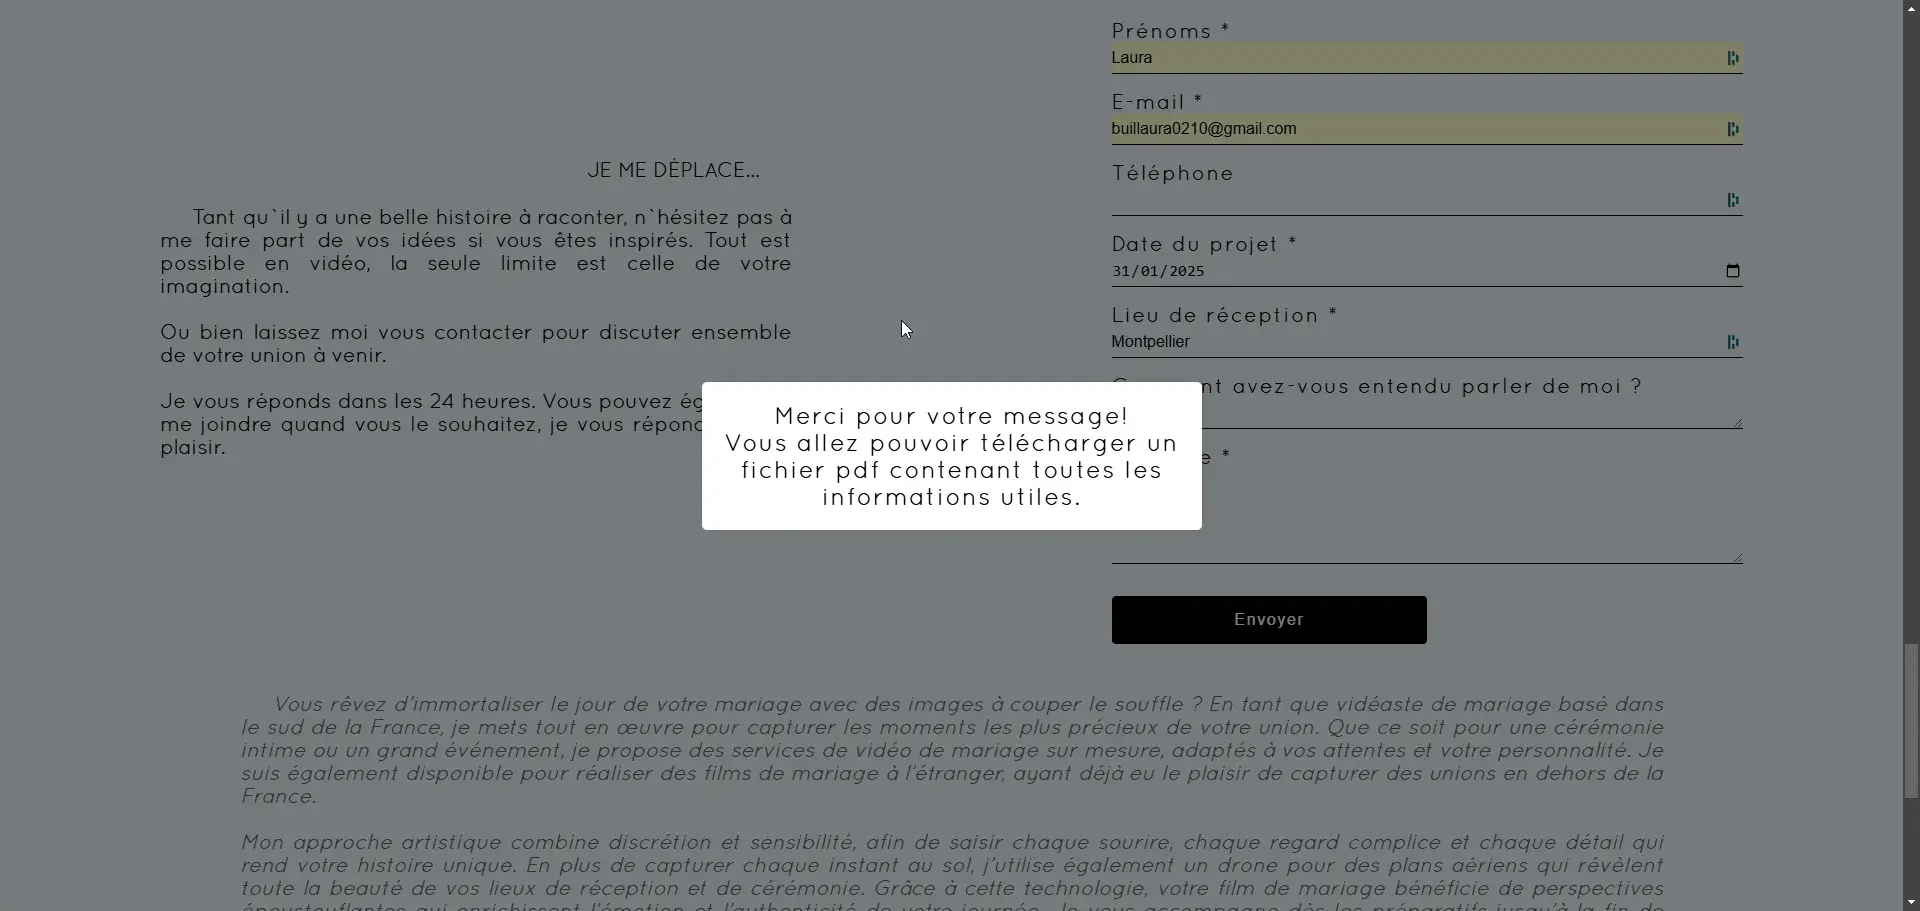 JE ME DÉPLACE...
Tant qu`il y a une belle histoire à raconter, n`hésitez pas à
me faire part de vos idées si vous êtes inspirés. Tout est
possible en vidéo, la seule limite est celle de votre
imagination.
Ou bien laissez moi vous contacter pour discuter ensemble
de votre union à venir.
Je vous réponds dans les 24 heures. Vous pouvez
me joindre quand vous le souhaitez, je vous
plaisir.
Prénoms *
Laura
E-mail *
buillaura0210@gmail.com
Téléphone
Date du projet *
31/01/2025
Lieu de réception *
Montpellier
avez-vous entendu parler de moi ?
*
Envoyer
Merci pour votre message!
Vous allez pouvoir télécharger un
fichier pdf contenant toutes les
informations utiles.
Vous rêvez d'immortaliser le jour de votre mariage avec des images à couper le souffle ? En tant que vidéaste de mariage basé dans
le sud de la France, je mets tout en œuvre pour capturer les moments les plus précieux de votre union. Que ce soit pour une cérémonie
intime ou un grand événement, je propose des services de vidéo de mariage sur mesure, adaptés à vos attentes et votre personnalité. Je
suis également disponible pour réaliser des films de mariage à l'étranger, ayant déjà eu le plaisir de capturer des unions en dehors de la
France.
Mon approche artistique combine discrétion et sensibilité, afin de saisir chaque sourire, chaque regard complice et chaque détail qui
rend votre histoire unique. En plus de capturer chaque instant au sol, j'utilise également un drone pour des plans aériens qui révèlent
toute la beauté de vos lieux de réception et de cérémonie. Grâce à cette technologie, votre film de mariage bénéficie de perspectives